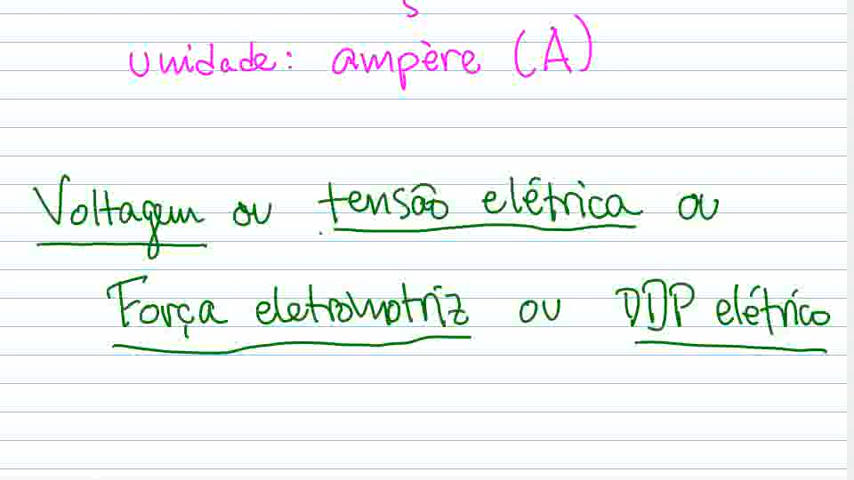 s
unidade: ampère (A)
Voltagem ou tensão elétrica ou
Força eletromotriz ou DDP elétrico